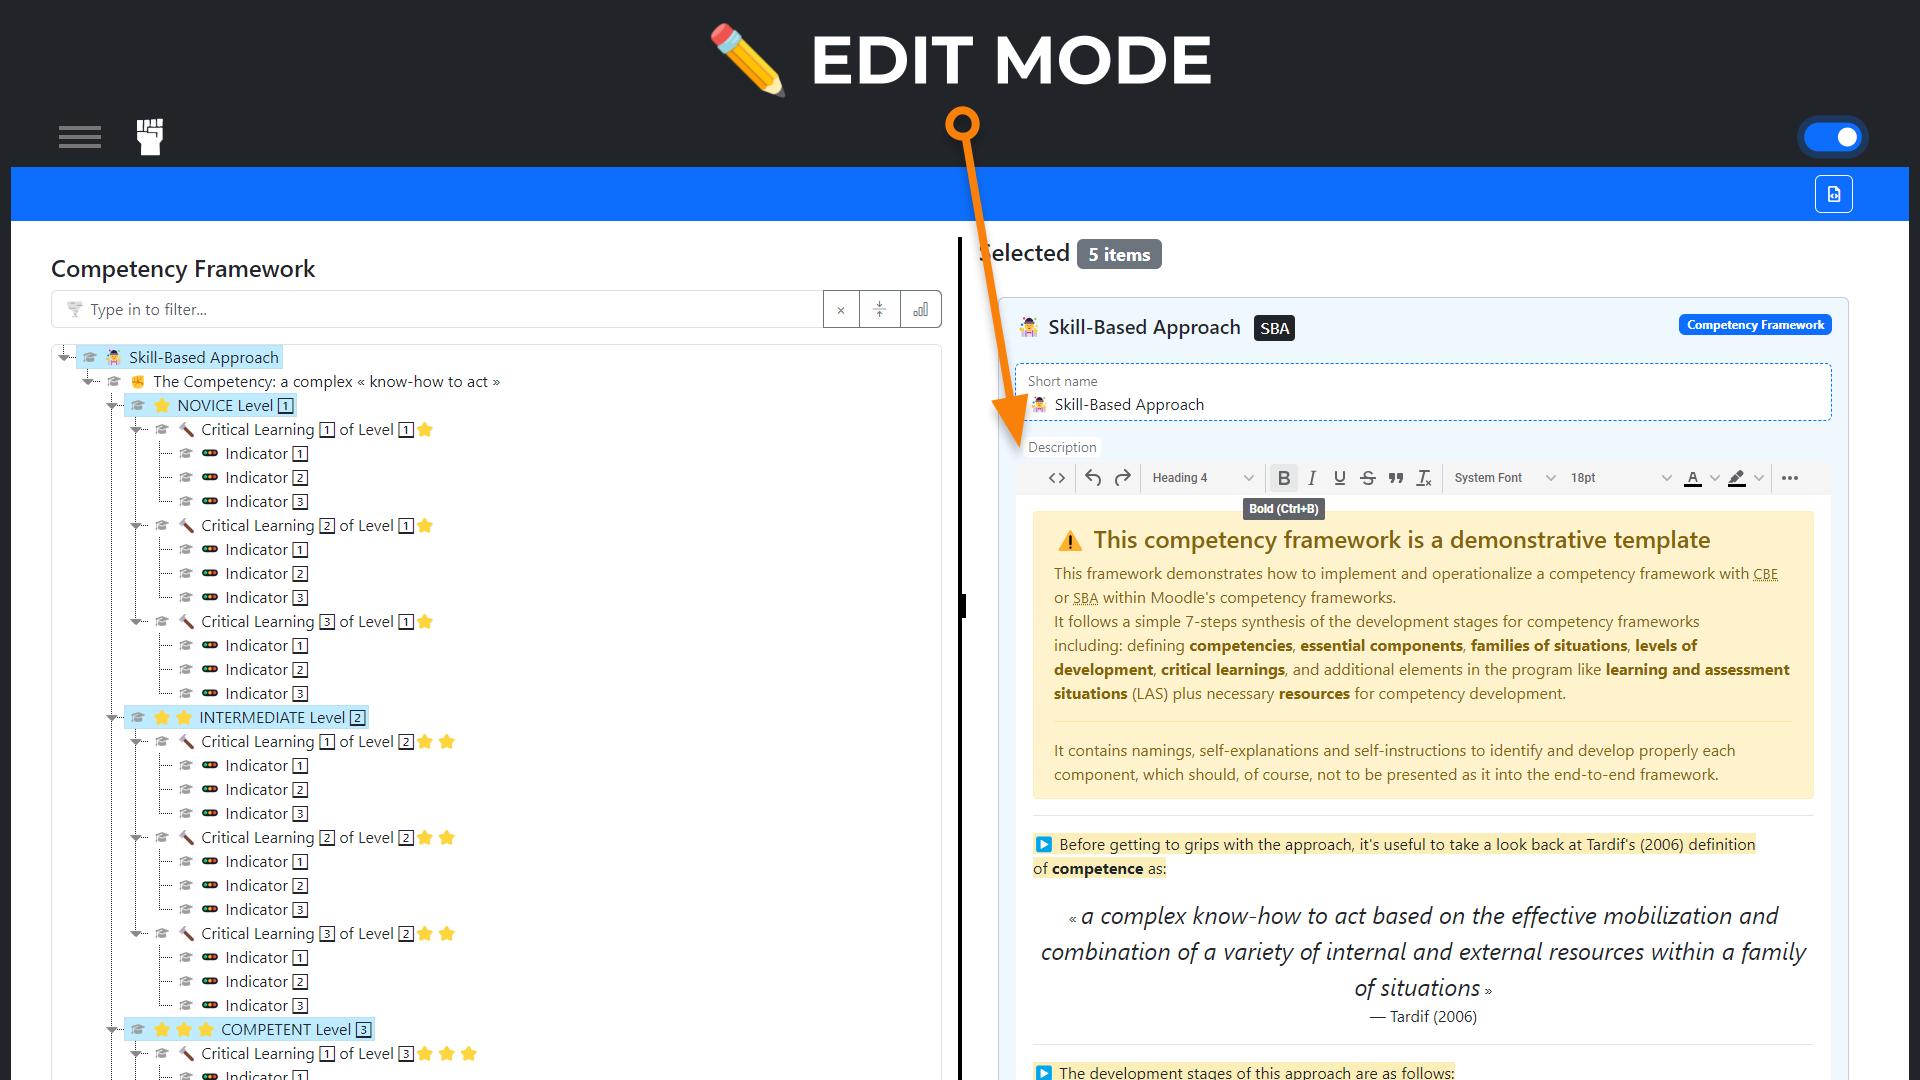 EDIT MODE
Competency Framework
Type in to filter...
Skill-Based Approach
The Competency: a complex « know-how to act »
NOVICE Level 1
Critical Learning 1 of Level 1
Indicator 1
Indicator 2
Indicator 3
Critical Learning 2 of Level 1
Indicator 1
Indicator 2
Indicator 3
Critical Learning 3 of Level 1
Indicator 1
Indicator 2
Indicator 3
INTERMEDIATE Level 2
Critical Learning 1 of Level 2
Indicator 1
Indicator 2
Indicator 3
Critical Learning 2 of Level 2
Indicator 1
Indicator 2
Indicator 3
Critical Learning 3 of Level 2
Indicator 1
Indicator 2
Indicator 3
COMPETENT Level 3
Critical Learning 1 of Level 3
Indicator 1
Selected 5 items
Skill-Based Approach SBA
Competency Framework
Short name
Skill-Based Approach
Description
Heading 4 B I U S System Font 18pt A
Bold (Ctrl+B)
This competency framework is a demonstrative template
This framework demonstrates how to implement and operationalize a competency framework with CBE
or SBA within Moodle's competency frameworks.
It follows a simple 7-steps synthesis of the development stages for competency frameworks
including: defining competencies, essential components, families of situations, levels of
development, critical learnings, and additional elements in the program like learning and assessment
situations (LAS) plus necessary resources for competency development.
It contains namings, self-explanations and self-instructions to identify and develop properly each
component, which should, of course, not to be presented as it into the end-to-end framework.
Before getting to grips with the approach, it's useful to take a look back at Tardif's (2006) definition
of competence as:
« a complex know-how to act based on the effective mobilization and
combination of a variety of internal and external resources within a family
of situations »
— Tardif (2006)
The development stages of this approach are as follows: